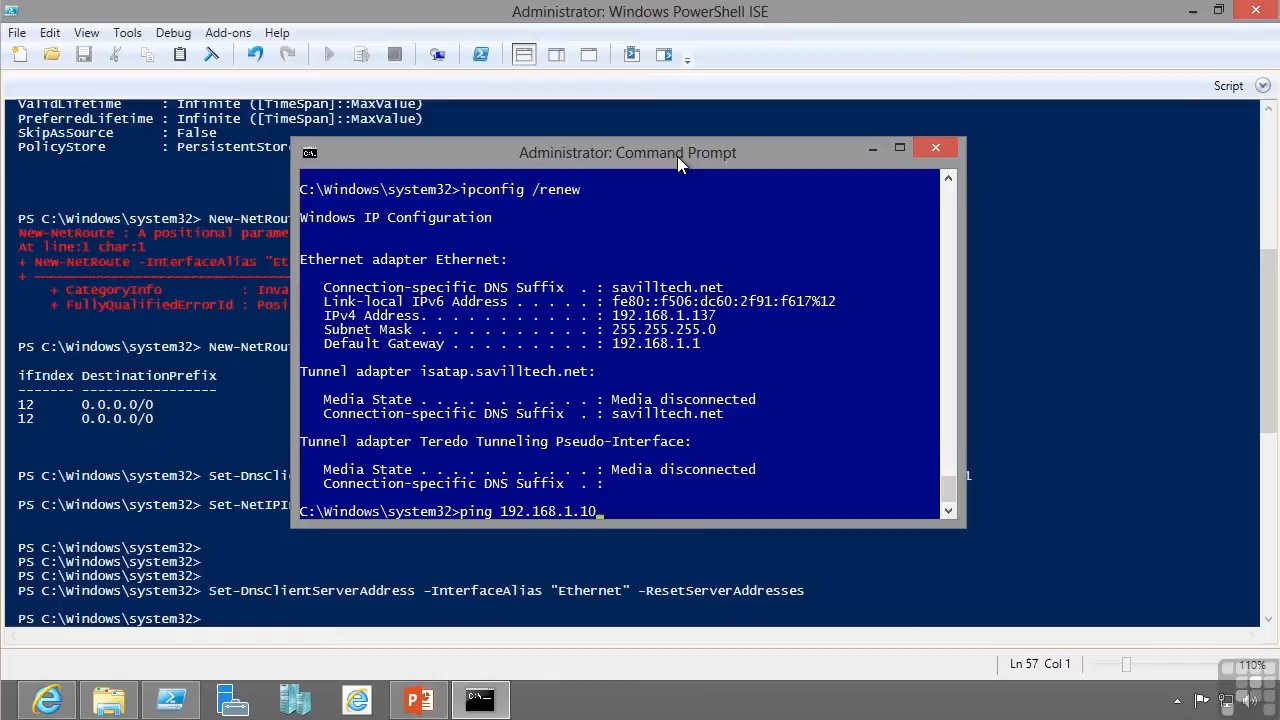 Administrator: Windows PowerShell ISE
File Edit View Tools Debug Add-ons Help
Script
ValidLifetime : Infinite ([TimeSpan]::MaxValue)
PreferredLifetime : Infinite ([TimeSpan]::MaxValue)
SkipAsSource : False
PolicyStore : PersistentStore
PS C:\Windows\system32> New-NetRout
New-NetRoute : A positional parame
At line:1 char:1
+ New-NetRoute -InterfaceAlias "Et
+ ~~~~~~~~~~~~~~~~~~~~~~~~~~~~~~~~
+ CategoryInfo : Inva
+ FullyQualifiedErrorId : Posi
PS C:\Windows\system32> New-NetRout
ifIndex DestinationPrefix
------- -----------------
12 0.0.0.0/0
12 0.0.0.0/0
PS C:\Windows\system32> Set-DnsClie
PS C:\Windows\system32> Set-NetIPIn
PS C:\Windows\system32>
PS C:\Windows\system32>
PS C:\Windows\system32>
PS C:\Windows\system32> Set-DnsClientServerAddress -InterfaceAlias "Ethernet" -ResetServerAddresses
PS C:\Windows\system32>
Administrator: Command Prompt
C:\Windows\system32>ipconfig /renew
Windows IP Configuration
Ethernet adapter Ethernet:
Connection-specific DNS Suffix . : savilltech.net
Link-local IPv6 Address . . . . . : fe80::f506:dc60:2f91:f617%12
IPv4 Address. . . . . . . . . . . : 192.168.1.137
Subnet Mask . . . . . . . . . . . : 255.255.255.0
Default Gateway . . . . . . . . . : 192.168.1.1
Tunnel adapter isatap.savilltech.net:
Media State . . . . . . . . . . . : Media disconnected
Connection-specific DNS Suffix . : savilltech.net
Tunnel adapter Teredo Tunneling Pseudo-Interface:
Media State . . . . . . . . . . . : Media disconnected
Connection-specific DNS Suffix . :
C:\Windows\system32>ping 192.168.1.10_
Ln 57 Col 1
110%